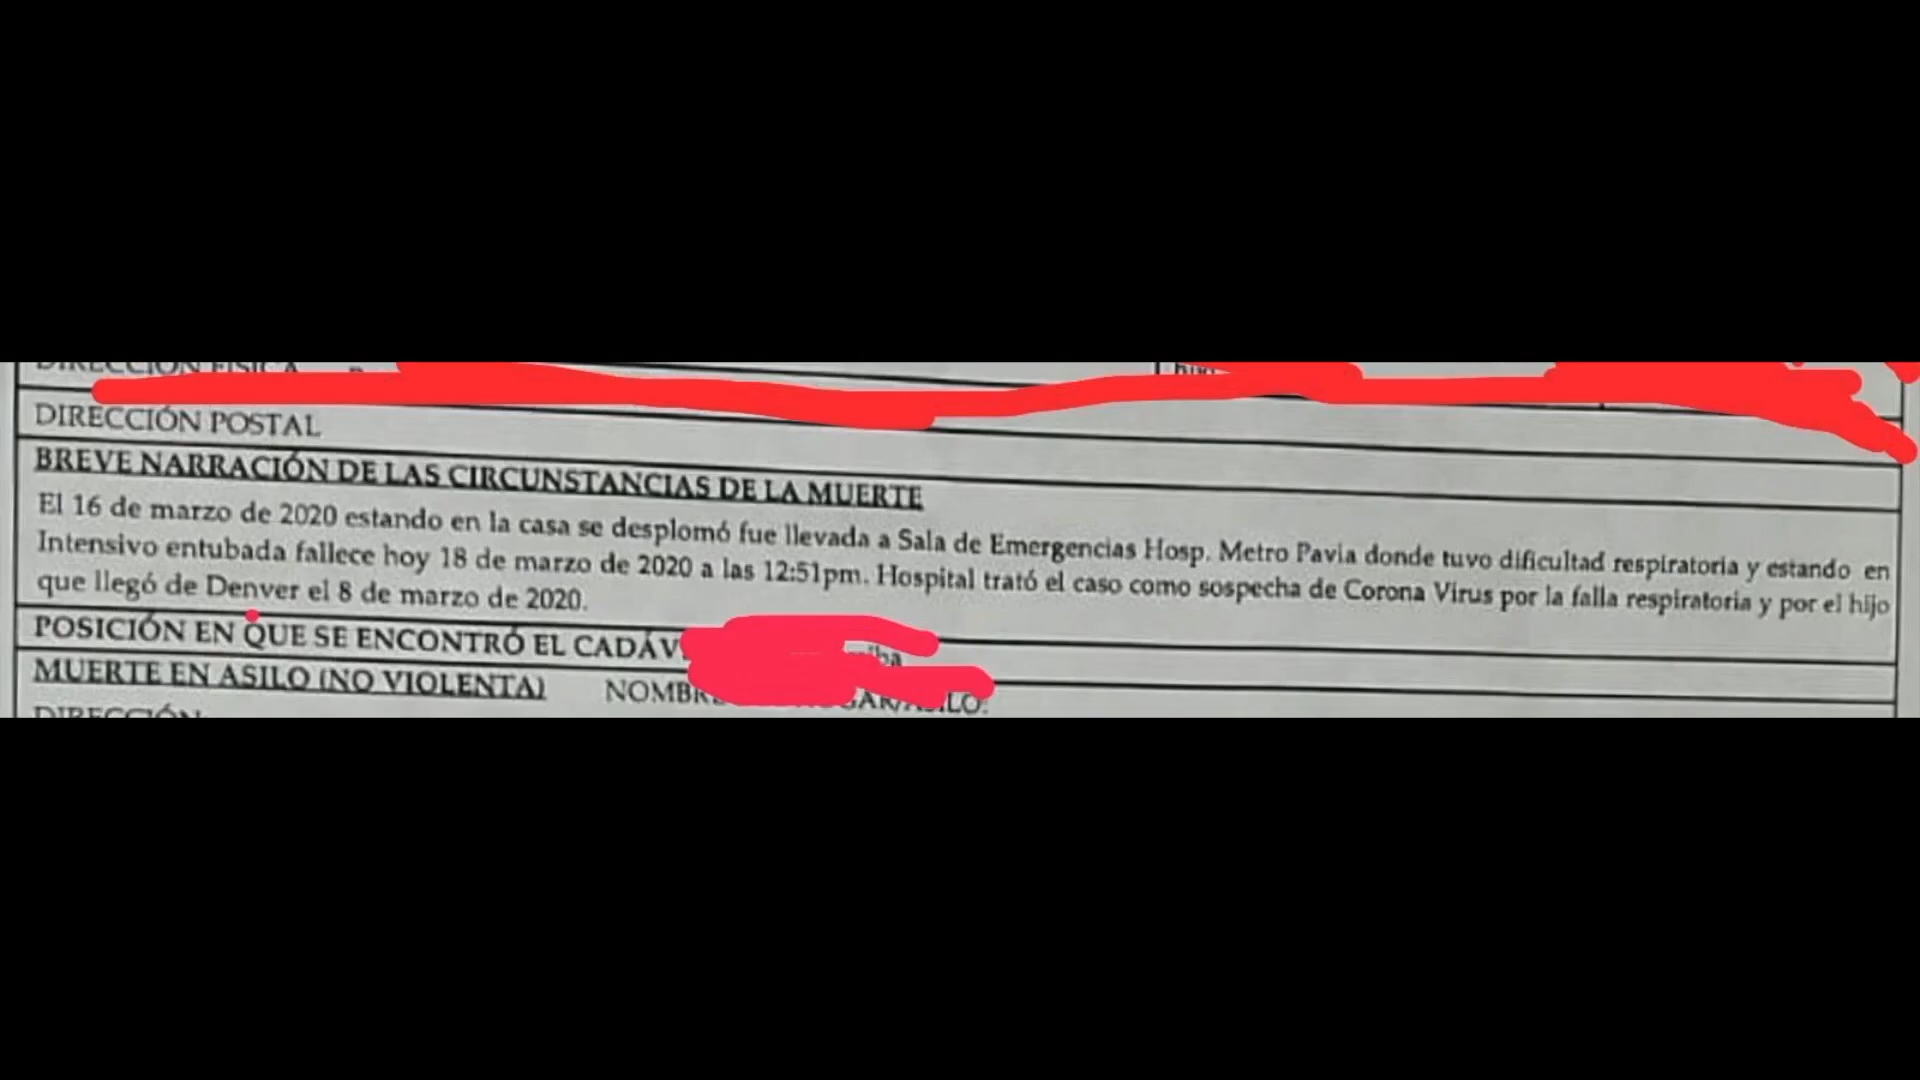 DIRECCIÓN FÍSICA
DIRECCIÓN POSTAL
BREVE NARRACIÓN DE LAS CIRCUNSTANCIAS DE LA MUERTE
El 16 de marzo de 2020 estando en la casa se desplomó fue llevada a Sala de Emergencias Hosp. Metro Pavia donde tuvo dificultad respiratoria y estando en
Intensivo entubada fallece hoy 18 de marzo de 2020 a las 12:51pm. Hospital trató el caso como sospecha de Corona Virus por la falla respiratoria y por el hijo
que llegó de Denver el 8 de marzo de 2020.
POSICIÓN EN QUE SE ENCONTRÓ EL
MUERTE EN ASILO (NO VIOLENTA)
DIRECCIÓN: